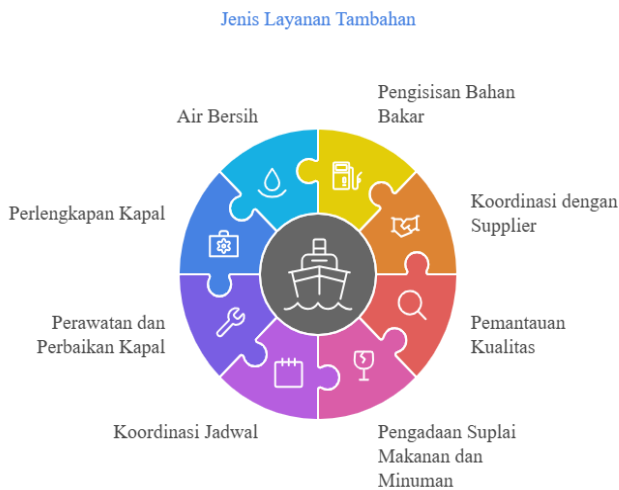 Jenis Layanan Tambahan
Pengisisan Bahan
Bakar
Air Bersih
Koordinasi dengan
Supplier
Perlengkapan Kapal
Pemantauan
Kualitas
Perawatan dan
Perbaikan Kapal
Koordinasi Jadwal
Pengadaan Suplai
Makanan dan
Minuman